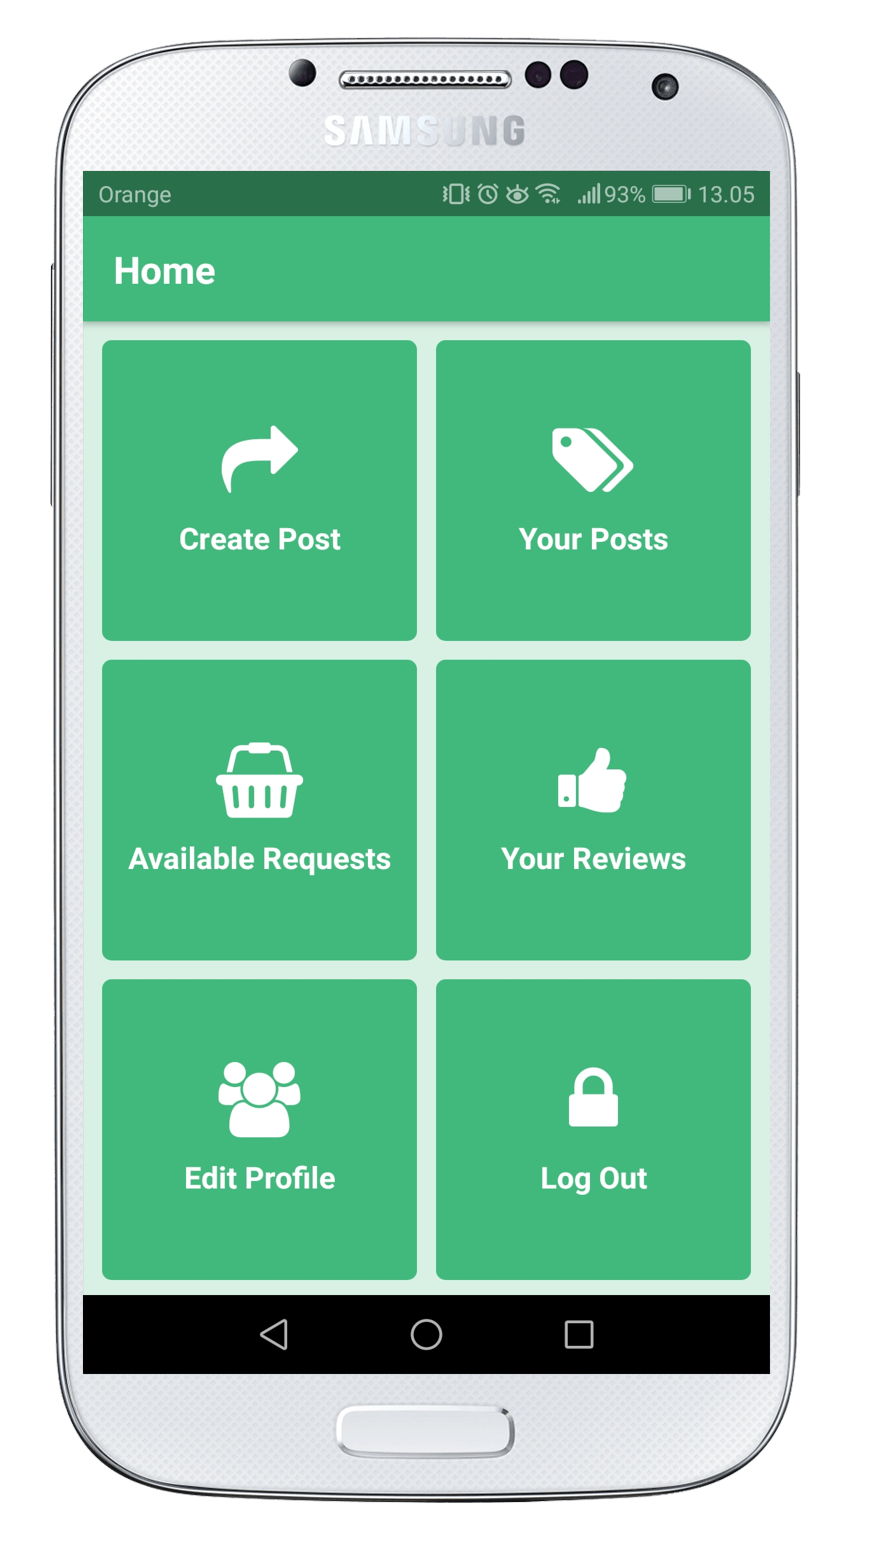 SAMSUNG
Orange 93% 13.05
Home
Create Post
Your Posts
Available Requests
Your Reviews
Edit Profile
Log Out